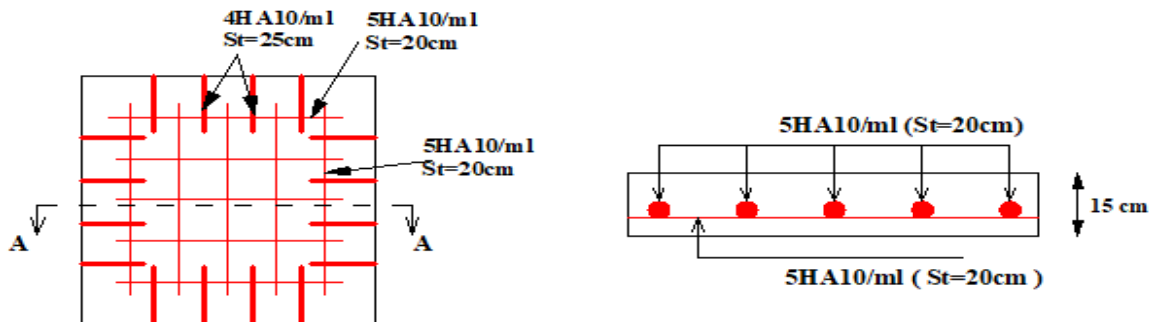 4HA10/ml
St=25cm
5HA10/ml
St=20cm
5HA10/ml
St=20cm
A
A
5HA10/ml (St=20cm)
15 cm
5HA10/ml ( St=20cm )